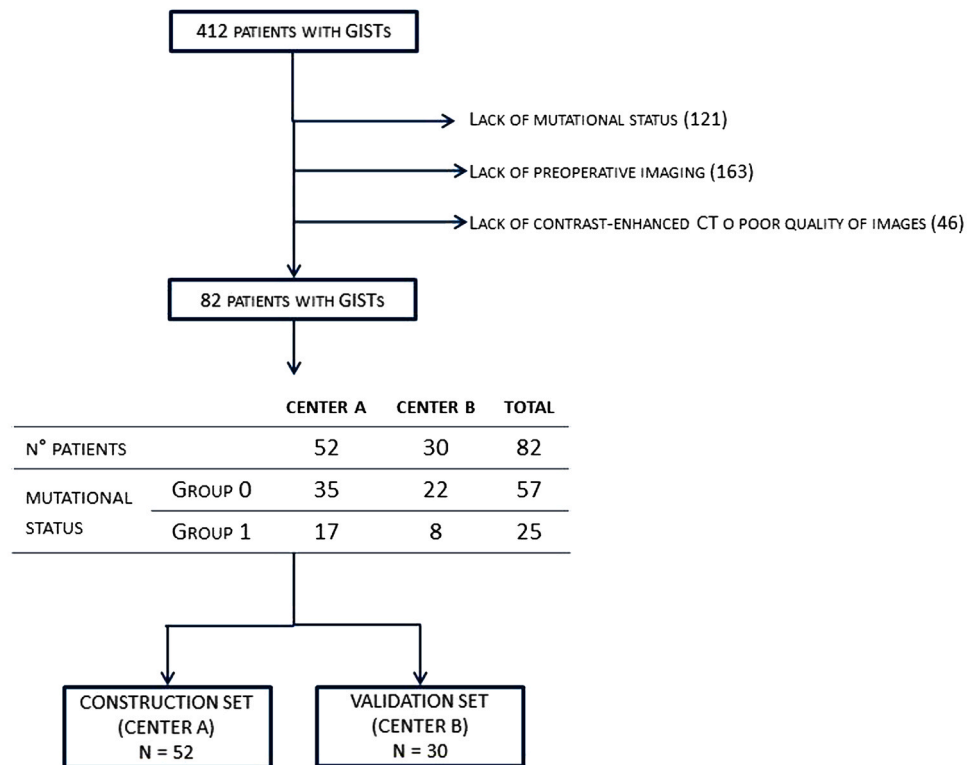 412 PATIENTS WITH GISTS
LACK OF MUTATIONAL STATUS (121)
LACK OF PREOPERATIVE IMAGING (163)
LACK OF CONTRAST-ENHANCED CT O POOR QUALITY OF IMAGES (46)
82 PATIENTS WITH GISTS
CENTER A CENTER B TOTAL
N° PATIENTS 52 30 82
MUTATIONAL STATUS GROUP 0 35 22 57
GROUP 1 17 8 25
CONSTRUCTION SET
(CENTER A)
N = 52
VALIDATION SET
(CENTER B)
N = 30